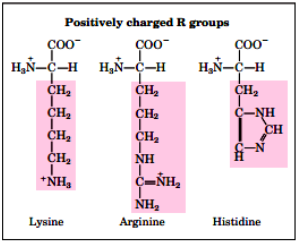 Positively charged R groups
COO⁻ COO⁻ COO⁻
H₃N⁺—C—H H₃N⁺—C—H H₃N⁺—C—H
CH₂ CH₂ CH₂
CH₂ CH₂ C—NH
CH₂ CH₂ CH
CH₂ NH C—N
H
⁺NH₃ C=N⁺H₂
NH₂
Lysine Arginine Histidine